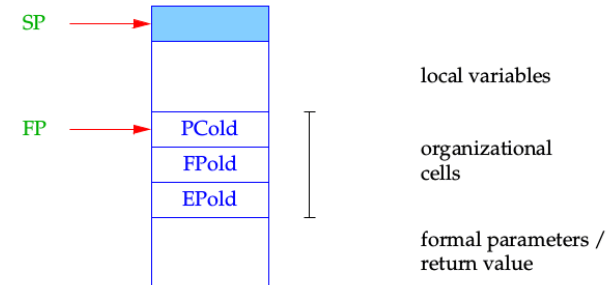 SP
local variables
FP
PCold
FPold
EPold
organizational
cells
formal parameters /
return value